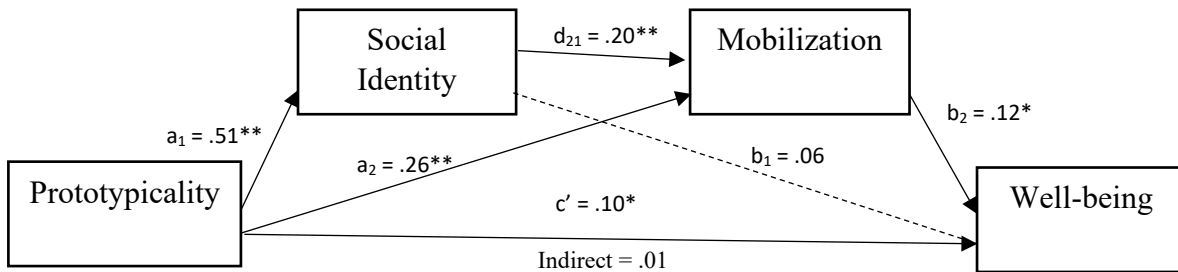 Social
Identity
d₂₁ = .20**
Mobilization
a₁ = .51**
a₂ = .26**
b₁ = .06
b₂ = .12*
Prototypicality
c’ = .10*
Well-being
Indirect = .01